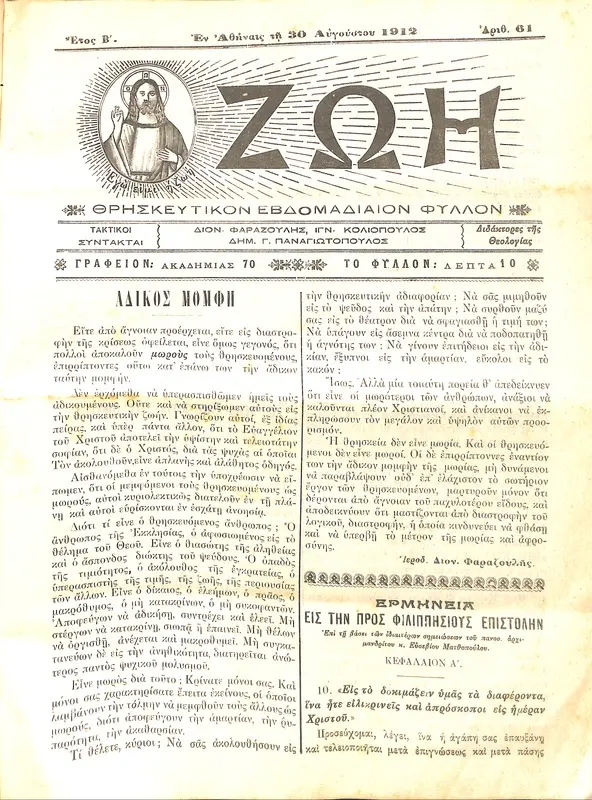 Ἔτος Β'.
Ἐν Ἀθήναις τῇ 30 Αὐγούστου 1912
Ἀριθ. 61
ΖΩΗ
Ἐγώ εἰμι ἡ ζωή
ΘΡΗΣΚΕΥΤΙΚΟΝ ΕΒΔΟΜΑΔΙΑΙΟΝ ΦΥΛΛΟΝ
ΤΑΚΤΙΚΟΙ
ΣΥΝΤΑΚΤΑΙ
ΔΙΟΝ. ΦΑΡΑΖΟΥΛΗΣ, ΙΓΝ. ΚΟΛΙΟΠΟΥΛΟΣ
ΔΗΜ. Γ. ΠΑΝΑΓΙΩΤΟΠΟΥΛΟΣ
Διδάκτορες τῆς
Θεολογίας
ΓΡΑΦΕΙΟΝ: ΑΚΑΔΗΜΙΑΣ 70
ΤΟ ΦΥΛΛΟΝ: ΛΕΠΤΑ 10
ΑΔΙΚΟΣ ΜΟΜΦΗ
Εἴτε ἀπὸ ἄγνοιαν προέρχεται, εἴτε εἰς διαστρο-
φὴν τῆς κρίσεως ὀφείλεται, εἶνε ὅμως γεγονός, ὅτι
πολλοὶ ἀποκαλοῦν μωροὺς τοὺς θρησκευομένους,
ἐπιρρίπτοντες οὕτω κατ' ἐπάνω των τὴν ἄδικον
ταύτην μομφήν.
Δὲν ἐρχόμεθα νὰ ὑπερασπισθῶμεν ἡμεῖς τοὺς
ἀδικουμένους. Οὔτε καὶ νὰ στηρίξωμεν αὐτοὺς εἰς
τὴν θρησκευτικὴν ζωήν. Γνωρίζουν αὐτοί, ἐξ ἰδίας
πείρας, καὶ ὑπὲρ πάντα ἄλλον, ὅτι τὸ Εὐαγγέλιον
τοῦ Χριστοῦ ἀποτελεῖ τὴν ὑψίστην καὶ τελειοτάτην
σοφίαν, ὅτι δὲ ὁ Χριστός, διὰ τὰς ψυχὰς αἱ ὁποῖαι
Τὸν ἀκολουθοῦν, εἶνε ἀπλανὴς καὶ ἀλάθητος ὁδηγός.
Αἰσθανόμεθα ἐν τούτοις τὴν ὑποχρέωσιν νὰ εἴ-
πωμεν, ὅτι οἱ μεμφόμενοι τοὺς θρησκευομένους ὡς
μωρούς, αὐτοὶ κυριολεκτικῶς διατελοῦν ἐν τῇ πλά-
νῃ καὶ αὐτοὶ εὑρίσκονται ἐν ἐσχάτῃ ἀνοησίᾳ.
Διότι τί εἶνε ὁ θρησκευόμενος ἄνθρωπος; Ὁ
ἄνθρωπος τῆς Ἐκκλησίας, ὁ ἀφωσιωμένος εἰς τὸ
θέλημα τοῦ Θεοῦ. Εἶνε ὁ θιασώτης τῆς ἀληθείας
καὶ ὁ ἄσπονδος διώκτης τοῦ ψεύδους. Ὁ ὀπαδὸς
τῆς τιμιότητος, ὁ ἀκόλουθος τῆς ἐγκρατείας, ὁ
ὑπερασπιστὴς τῆς τιμῆς, τῆς ζωῆς, τῆς περιουσίας
τῶν ἄλλων. Εἶνε ὁ δίκαιος, ὁ ἐλεήμων, ὁ πρᾶος, ὁ
μακρόθυμος, ὁ μὴ κατακρίνων, ὁ μὴ συκοφαντῶν.
Ἀποφεύγων νὰ ἀδικήσῃ, συντρέχει καὶ ἐλεεῖ. Μὴ
στέργων νὰ κατακρίνῃ, σιωπᾷ ἢ ἐπαινεῖ. Μὴ θέλων
νὰ ὀργισθῇ, ἀνέχεται καὶ μακροθυμεῖ. Μὴ συγκα-
τανεύων δὲ εἰς τὴν ἀνηθικότητα, διατηρεῖται ἀνώ-
τερος παντὸς ψυχικοῦ μολυσμοῦ.
Εἶνε μωρὸς διὰ τοῦτο; Κρίνατε μόνοι σας. Καὶ
μόνοι σας χαρακτηρίσατε ἔπειτα ἐκείνους, οἱ ὁποῖοι
λαμβάνουν τὴν τόλμην νὰ μεμφθοῦν τοὺς ἄλλους ὡς
μωρούς, διότι ἀποφεύγουν τὴν ἁμαρτίαν, τὴν ῥυ-
παρότητα, τὴν ἀκαθαρσίαν.
Τί θέλετε, κύριοι; Νὰ σᾶς ἀκολουθήσουν εἰς
τὴν θρησκευτικὴν ἀδιαφορίαν; Νὰ σᾶς μιμηθοῦν
εἰς τὸ ψεῦδος καὶ τὴν ἀπάτην; Νὰ συρθοῦν μαζύ
σας εἰς τὸ θέατρον διὰ νὰ σφαγιασθῇ ἡ τιμή των;
Νὰ ὑπάγουν εἰς ἄσεμνα κέντρα διὰ νὰ ποδοπατηθῇ
ἡ ἁγνότης των; Νὰ γίνουν ἐπιτήδειοι εἰς τὴν ἀδι-
κίαν, ἔξυπνοι εἰς τὴν ἁμαρτίαν, εὔκολοι εἰς τὸ
κακόν;
Ἴσως. Ἀλλὰ μία τοιαύτη πορεία θ' ἀπεδείκνυεν
ὅτι εἶνε οἱ μωρότεροι τῶν ἀνθρώπων, ἀνάξιοι νὰ
καλοῦνται πλέον Χριστιανοί, καὶ ἀνίκανοι νὰ ἐκ-
πληρώσουν τὸν μεγάλον καὶ ὑψηλὸν αὐτῶν προο-
ρισμόν.
Ἡ θρησκεία δὲν εἶνε μωρία. Καὶ οἱ θρησκευό-
μενοι δὲν εἶνε μωροί. Οἱ δὲ ἐπιρρίπτοντες ἐναντίον
των τὴν ἄδικον μομφὴν τῆς μωρίας, μὴ δυνάμενοι
νὰ παραβλάψουν οὐδ' ἐπ' ἐλάχιστον τὸ σωτήριον
ἔργον τῶν θρησκευομένων, μαρτυροῦν μόνον ὅτι
δέρονται ἀπὸ ἄγνοιαν τοῦ παχυλοτέρου εἴδους, καὶ
ἀποδεικνύουν ὅτι μαστίζονται ἀπὸ διαστροφὴν τοῦ
λογικοῦ, διαστροφήν, ἡ ὁποία κινδυνεύει νὰ φθάσῃ
καὶ νὰ ὑπερβῇ τὸ μέτρον τῆς μωρίας καὶ ἀφρο-
σύνης.
Ἱεροδ. Διον. Φαραζουλῆς.
ΕΡΜΗΝΕΙΑ
ΕΙΣ ΤΗΝ ΠΡΟΣ ΦΙΛΙΠΠΗΣΙΟΥΣ ΕΠΙΣΤΟΛΗΝ
Ἐπὶ τῇ βάσει τῶν ἰδιαιτέρων σημειώσεων τοῦ πανοσ. ἀρχι-
μανδρίτου κ. Εὐσεβίου Ματθοπούλου.
ΚΕΦΑΛΑΙΟΝ Α'.
10. «Εἰς τὸ δοκιμάζειν ὑμᾶς τὰ διαφέροντα,
ἵνα ἦτε εἰλικρινεῖς καὶ ἀπρόσκοποι εἰς ἡμέραν
Χριστοῦ.»
Προσεύχομαι, λέγει, ἵνα ἡ ἀγάπη σας ἐπαυξάνῃ
καὶ τελειοποιῆται μετὰ ἐπιγνώσεως καὶ μετὰ πάσης